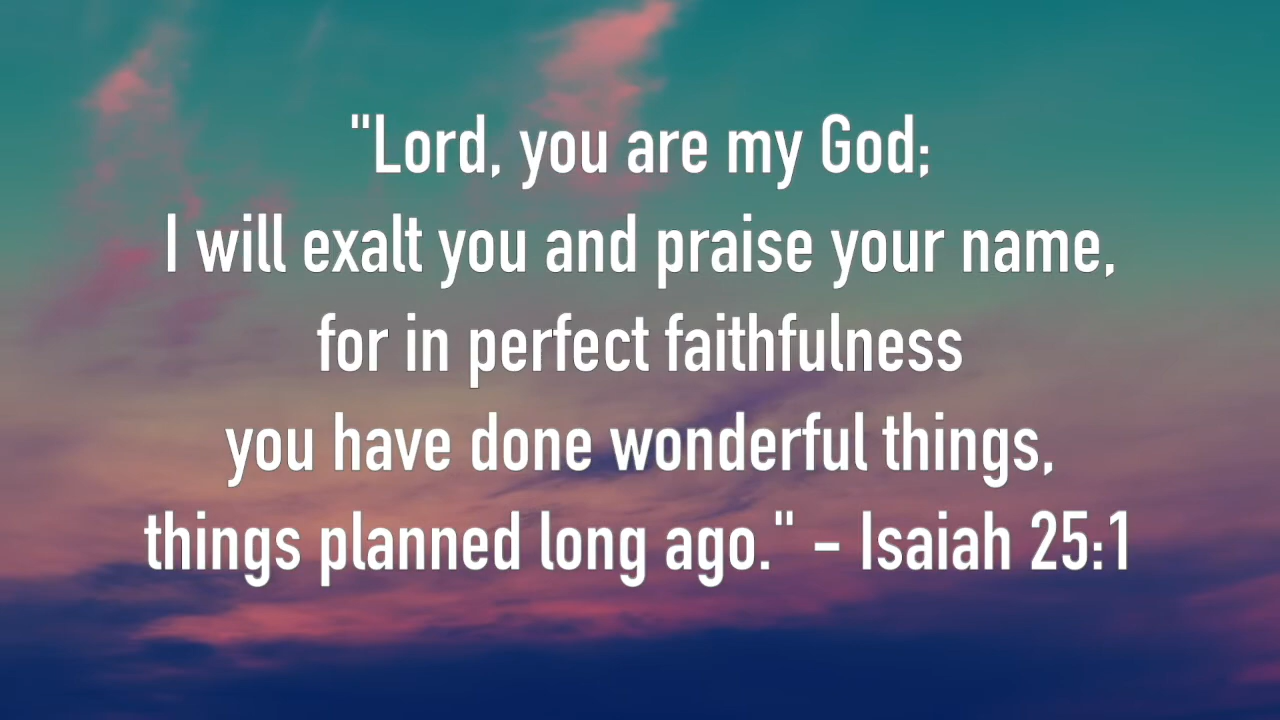 "Lord, you are my God;
I will exalt you and praise your name,
for in perfect faithfulness
you have done wonderful things,
things planned long ago." - Isaiah 25:1